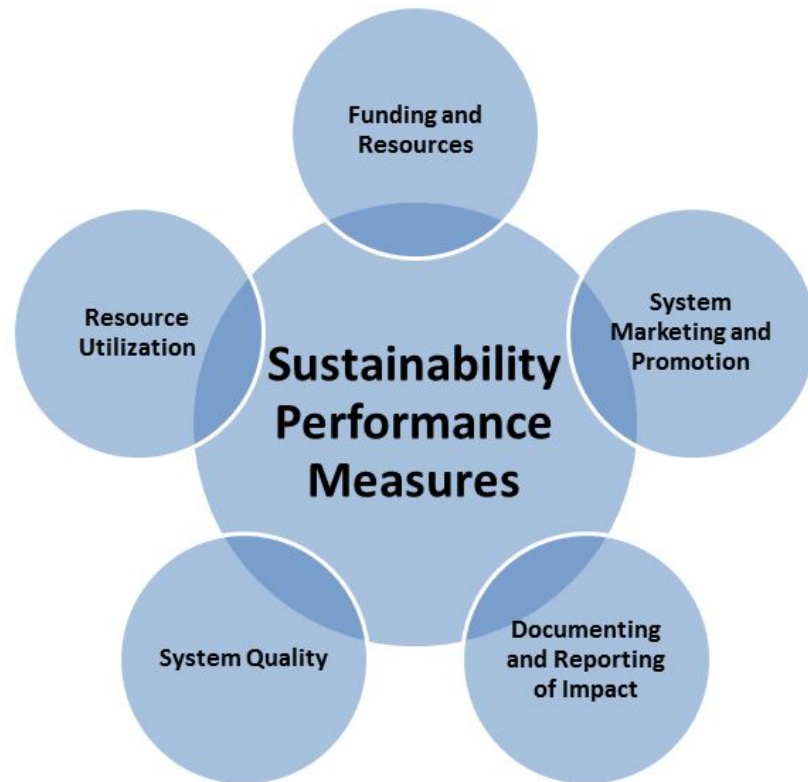 Funding and
Resources
System
Marketing and
Promotion
Documenting
and Reporting
of Impact
System Quality
Resource
Utilization
Sustainability
Performance
Measures